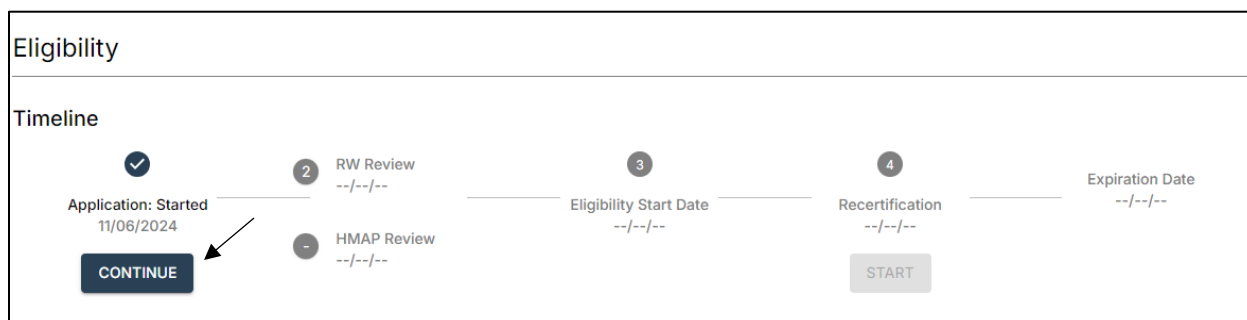 Eligibility
Timeline
Application: Started
11/06/2024
CONTINUE
2
RW Review
--/--/--
-
HMAP Review
--/--/--
3
Eligibility Start Date
--/--/--
4
Recertification
--/--/--
START
Expiration Date
--/--/--